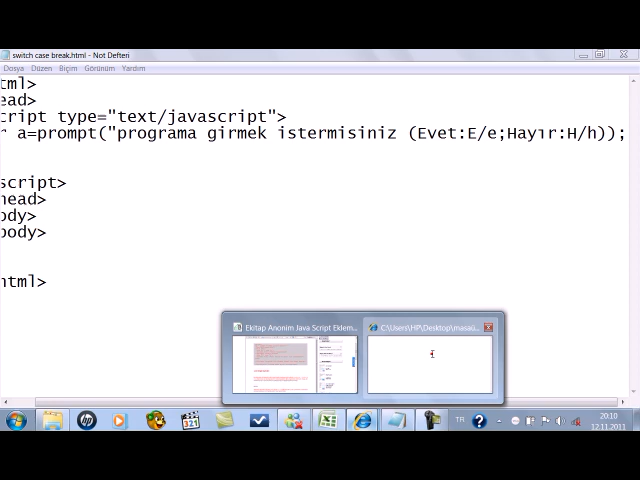 switch case break.html - Not Defteri
Dosya Düzen Biçim Görünüm Yardım
tml>
ead>
cript type="text/javascript">
r a=prompt("programa girmek istermisiniz (Evet:E/e;Hayır:H/h));
script>
head>
ody>
body>
html>
Ekitap Anonim Java Script Eklem...
C:\Users\HP\Desktop\masaü...
321
TR
20:10
12.11.2011